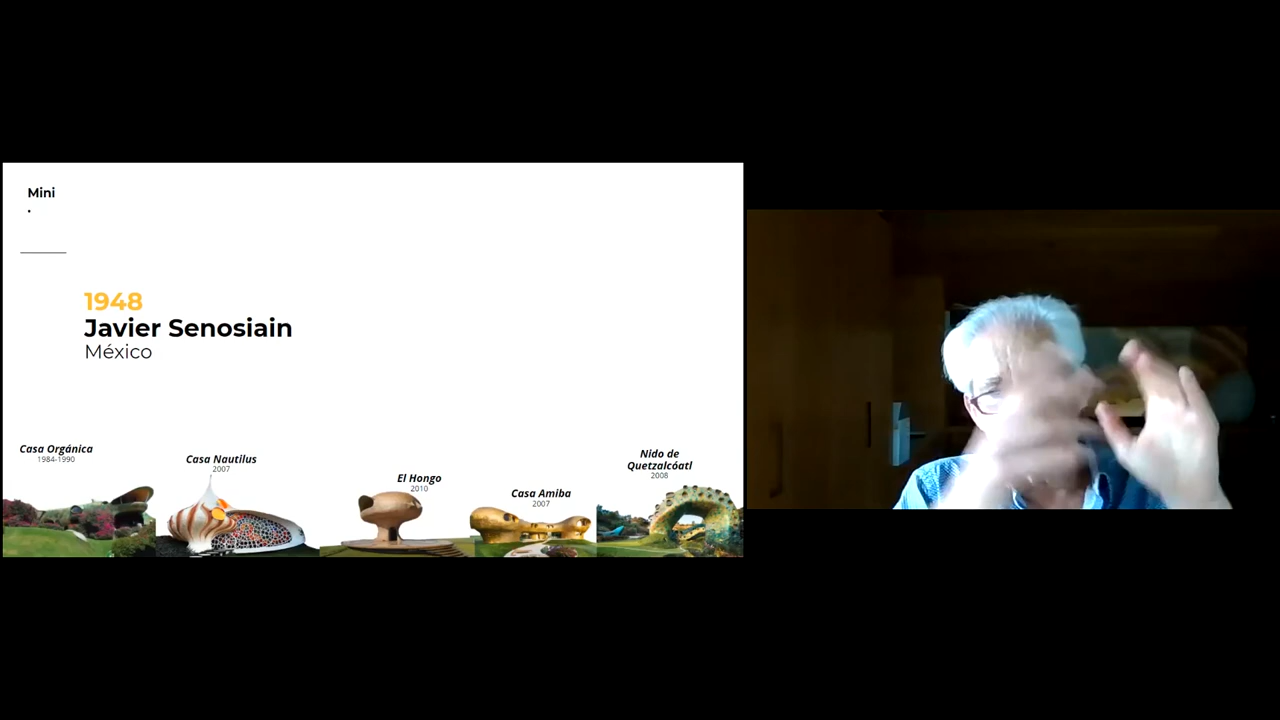 Mini
.
1948
Javier Senosiain
México
Casa Orgánica
1984-1990
Casa Nautilus
2007
El Hongo
2010
Casa Amiba
2007
Nido de
Quetzalcóatl
2008